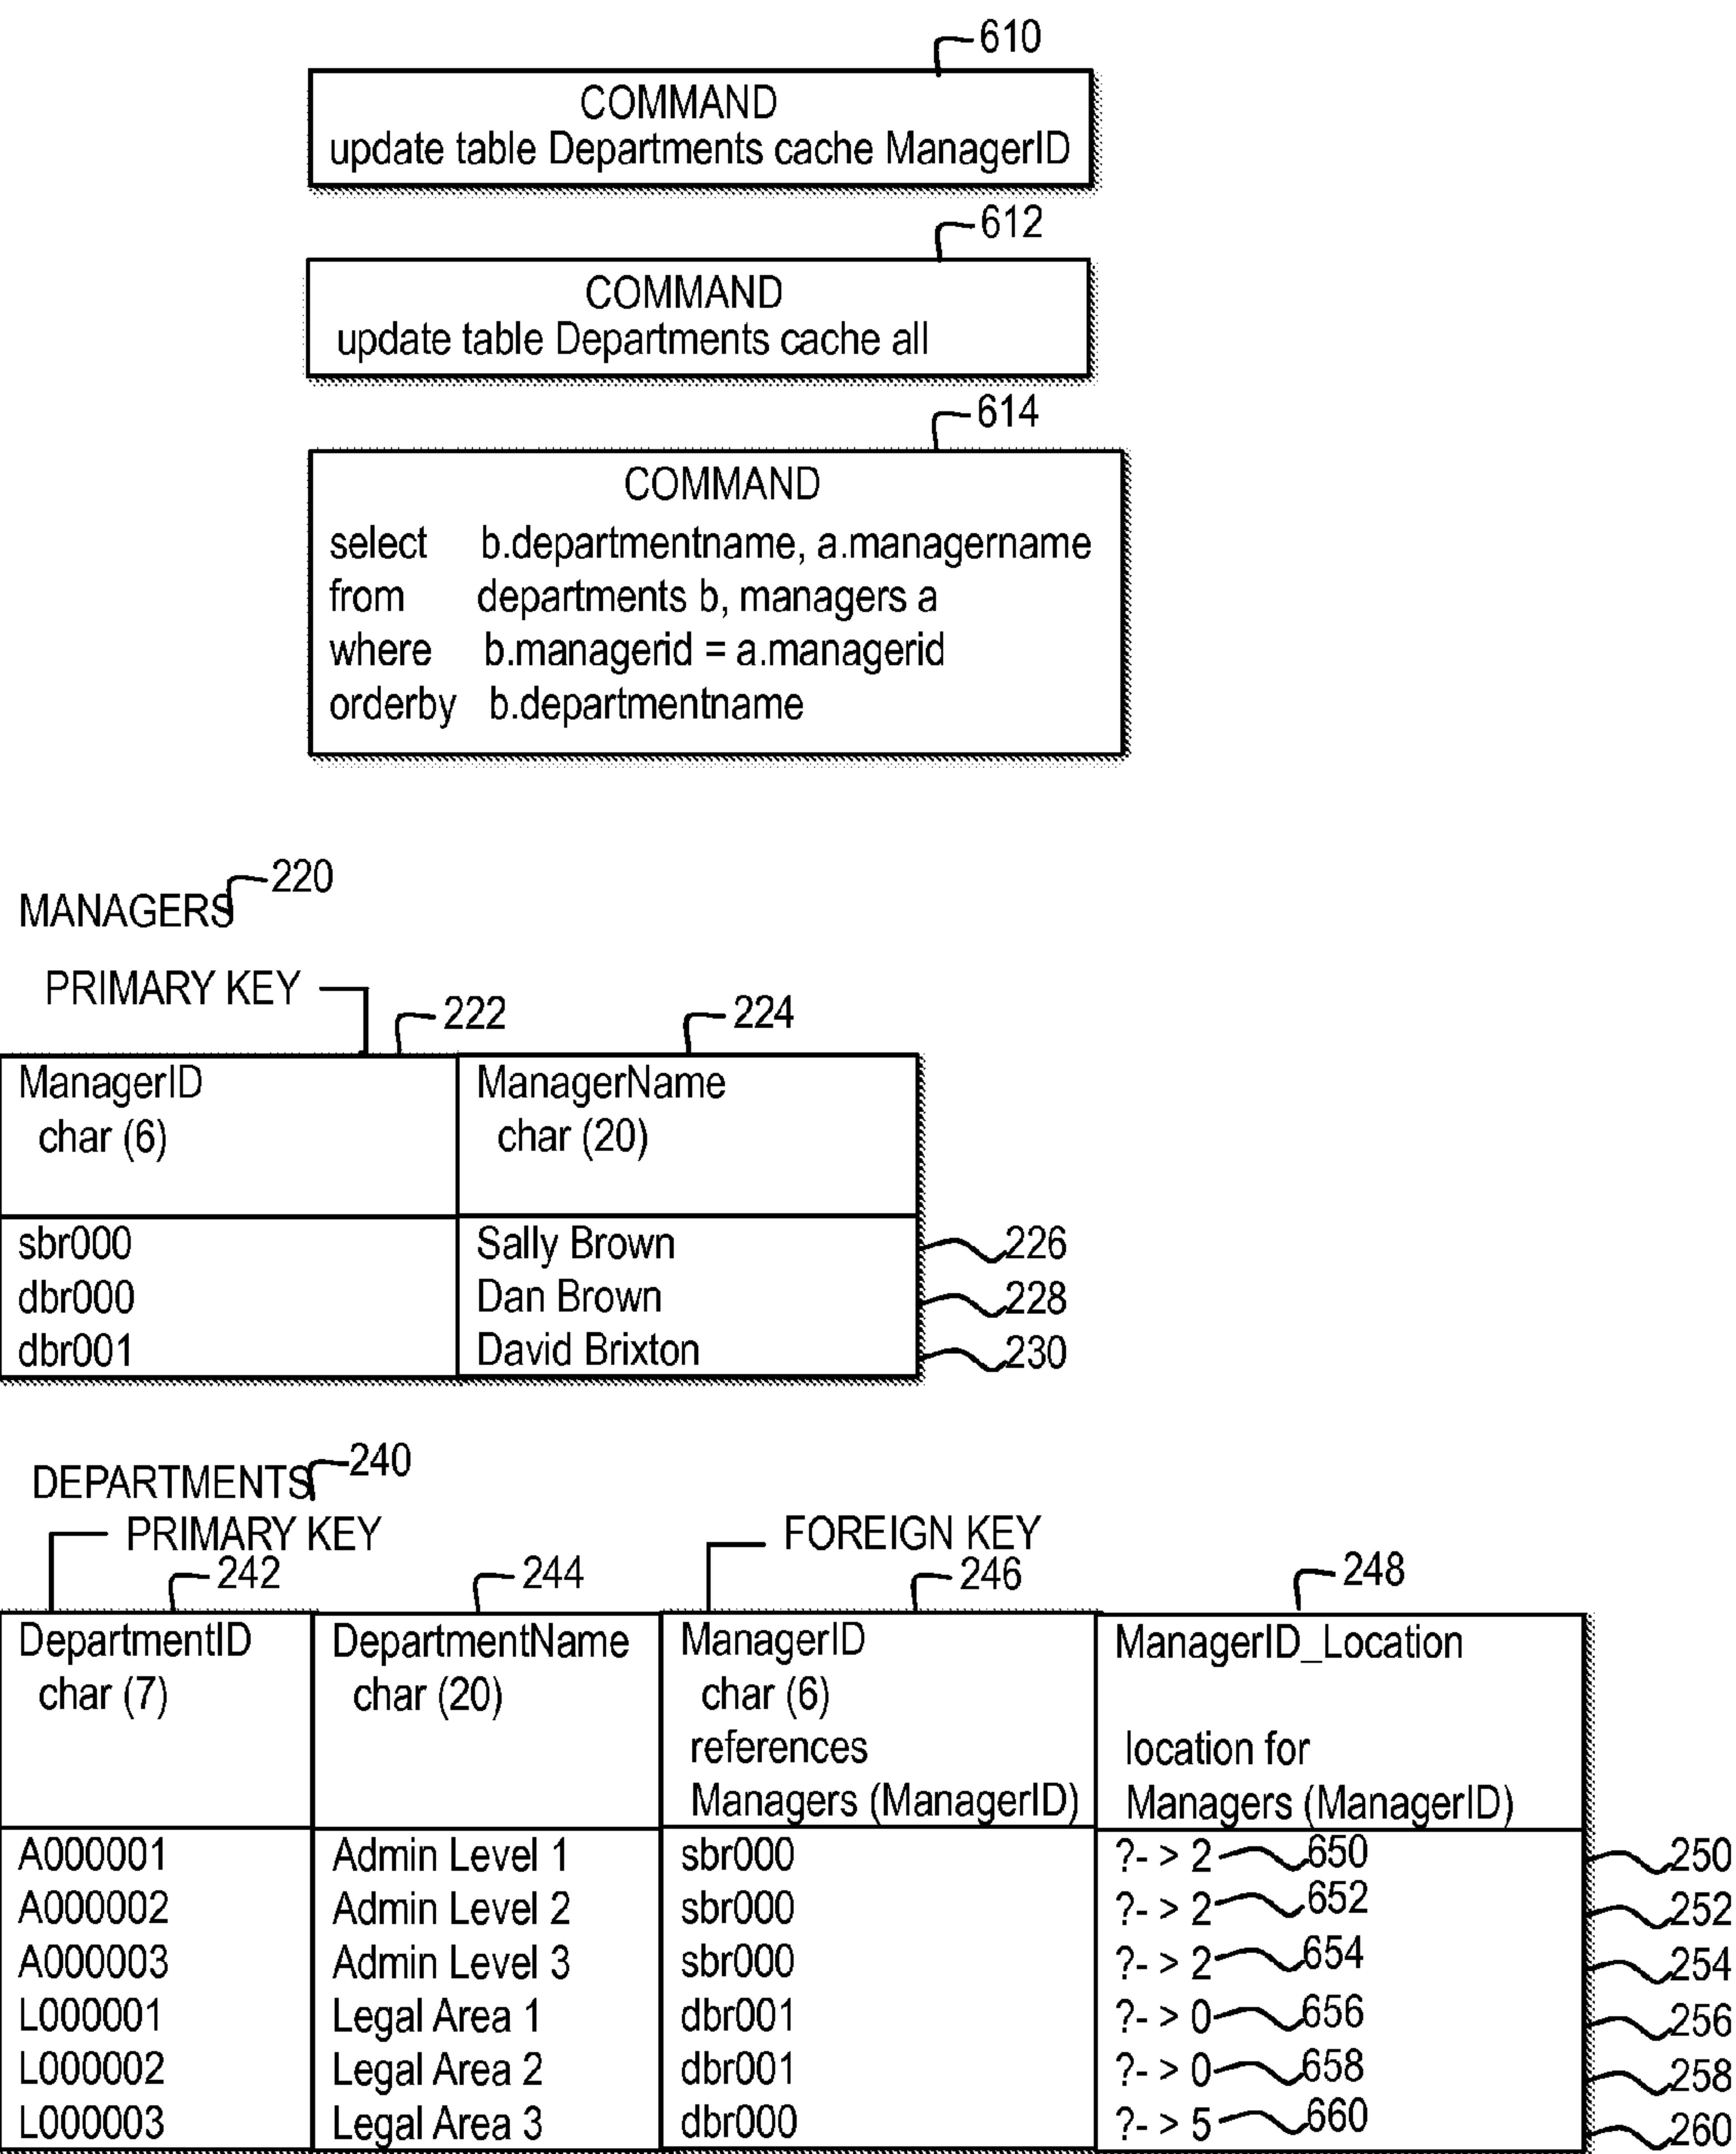 610
COMMAND
update table Departments cache ManagerID
612
COMMAND
update table Departments cache all
614
COMMAND
select b.departmentname, a.managername
from departments b, managers a
where b.managerid = a.managerid
orderby b.departmentname
MANAGERS 220
PRIMARY KEY 222 224
ManagerID ManagerName
char (6) char (20)
sbr000 Sally Brown 226
dbr000 Dan Brown 228
dbr001 David Brixton 230
DEPARTMENTS 240
PRIMARY KEY FOREIGN KEY
242 244 246 248
DepartmentID DepartmentName ManagerID ManagerID_Location
char (7) char (20) char (6)
references location for
Managers (ManagerID) Managers (ManagerID)
A000001 Admin Level 1 sbr000 ?- > 2 650 250
A000002 Admin Level 2 sbr000 ?- > 2 652 252
A000003 Admin Level 3 sbr000 ?- > 2 654 254
L000001 Legal Area 1 dbr001 ?- > 0 656 256
L000002 Legal Area 2 dbr001 ?- > 0 658 258
L000003 Legal Area 3 dbr000 ?- > 5 660 260